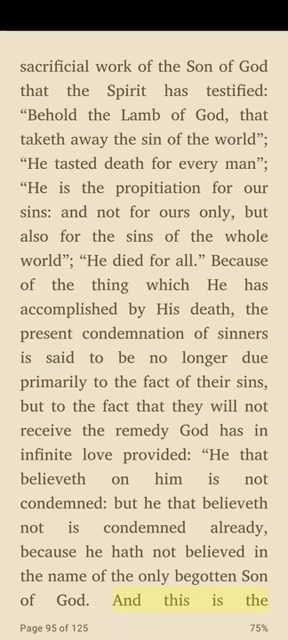 sacrificial work of the Son of God
that the Spirit has testified:
“Behold the Lamb of God, that
taketh away the sin of the world”;
“He tasted death for every man”;
“He is the propitiation for our
sins: and not for ours only, but
also for the sins of the whole
world”; “He died for all.” Because
of the thing which He has
accomplished by His death, the
present condemnation of sinners
is said to be no longer due
primarily to the fact of their sins,
but to the fact that they will not
receive the remedy God has in
infinite love provided: “He that
believeth on him is not
condemned: but he that believeth
not is condemned already,
because he hath not believed in
the name of the only begotten Son
of God. And this is the
Page 95 of 125 75%